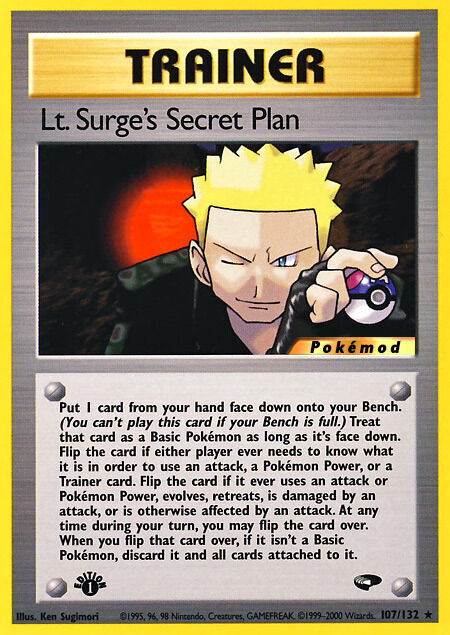 TRAINER
Lt. Surge's Secret Plan
Pokémod
Put 1 card from your hand face down onto your Bench.
(You can't play this card if your Bench is full.) Treat
that card as a Basic Pokémon as long as it's face down.
Flip the card if either player ever needs to know what
it is in order to use an attack, a Pokémon Power, or a
Trainer card. Flip the card if it ever uses an attack or
Pokémon Power, evolves, retreats, is damaged by an
attack, or is otherwise affected by an attack. At any
time during your turn, you may flip the card over.
When you flip that card over, if it isn't a Basic
Pokémon, discard it and all cards attached to it.
EDITION
1
Illus. Ken Sugimori ©1995, 96, 98 Nintendo, Creatures, GAMEFREAK. ©1999-2000 Wizards. 107/132 ★